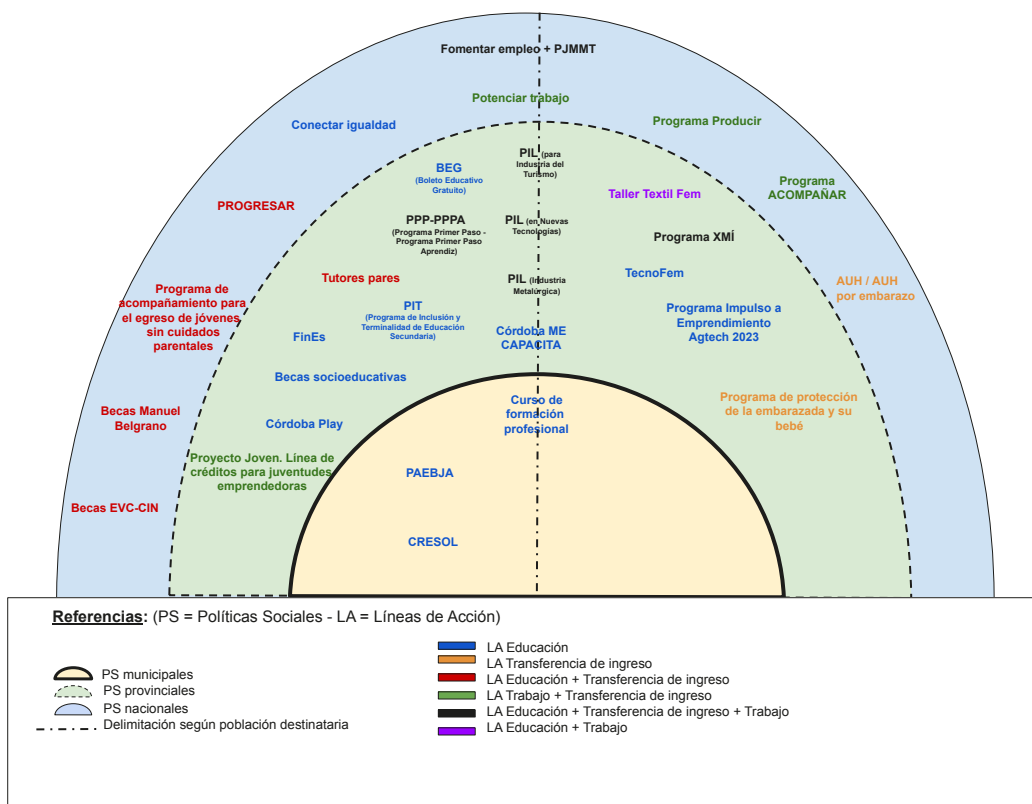 Fomentar empleo + PJMMT
Potenciar trabajo
Conectar igualdad
Programa Producir
BEG
(Boleto Educativo
Gratuito)
PIL (para
Industria del
Turismo)
Programa
ACOMPAÑAR
PROGRESAR
Taller Textil Fem
PPP-PPPA
(Programa Primer Paso -
Programa Primer Paso
Aprendiz)
PIL (en Nuevas
Tecnologías)
Programa XMÍ
Tutores pares
PIL (Industria
Metalúrgica)
TecnoFem
AUH / AUH
por embarazo
Programa de
acompañamiento para
el egreso de jóvenes
sin cuidados
parentales
PIT
(Programa de Inclusión y
Terminalidad de Educación
Secundaria)
Programa Impulso a
Emprendimiento
Agtech 2023
FinEs
Córdoba ME
CAPACITA
Becas socioeducativas
Becas Manuel
Belgrano
Córdoba Play
Curso de
formación
profesional
Programa de protección
de la embarazada y su
bebé
Proyecto Joven. Línea de
créditos para juventudes
emprendedoras
PAEBJA
Becas EVC-CIN
CRESOL
Referencias: (PS = Políticas Sociales - LA = Líneas de Acción)
PS municipales
PS provinciales
PS nacionales
Delimitación según población destinataria
LA Educación
LA Transferencia de ingreso
LA Educación + Transferencia de ingreso
LA Trabajo + Transferencia de ingreso
LA Educación + Transferencia de ingreso + Trabajo
LA Educación + Trabajo